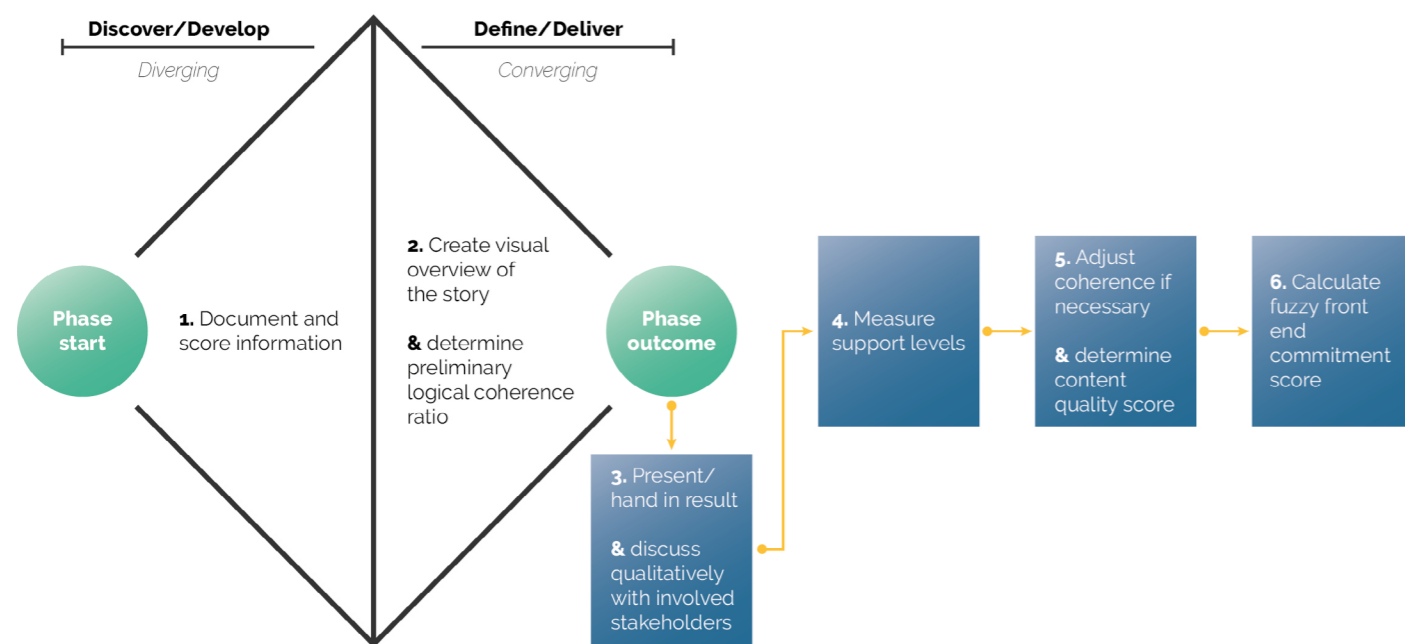 Discover/Develop
Diverging
Define/Deliver
Converging
Phase
start
1. Document and
score information
2. Create visual
overview of
the story
& determine
preliminary
logical coherence
ratio
Phase
outcome
3. Present/
hand in result
& discuss
qualitatively
with involved
stakeholders
4. Measure
support levels
5. Adjust
coherence if
necessary
& determine
content
quality score
6. Calculate
fuzzy front
end
commitment
score